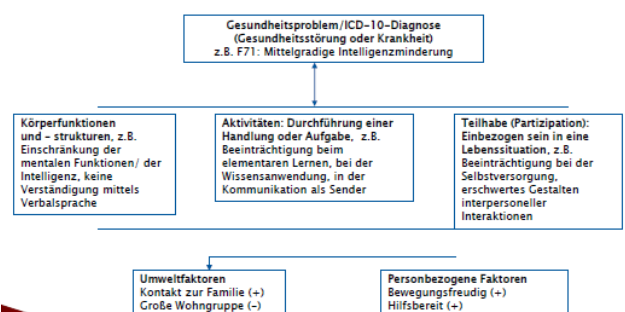 Gesundheitsproblem/ICD-10-Diagnose
(Gesundheitsstörung oder Krankheit)
z.B. F71: Mittelgradige Intelligenzminderung
Körperfunktionen
und - strukturen, z.B.
Einschränkung der
mentalen Funktionen/ der
Intelligenz, keine
Verständigung mittels
Verbalsprache
Aktivitäten: Durchführung einer
Handlung oder Aufgabe, z.B.
Beeinträchtigung beim
elementaren Lernen, bei der
Wissensanwendung, in der
Kommunikation als Sender
Teilhabe (Partizipation):
Einbezogen sein in eine
Lebenssituation, z.B.
Beeinträchtigung bei der
Selbstversorgung,
erschwertes Gestalten
interpersoneller
Interaktionen
Umweltfaktoren
Kontakt zur Familie (+)
Große Wohngruppe (-)
Personbezogene Faktoren
Bewegungsfreudig (+)
Hilfsbereit (+)